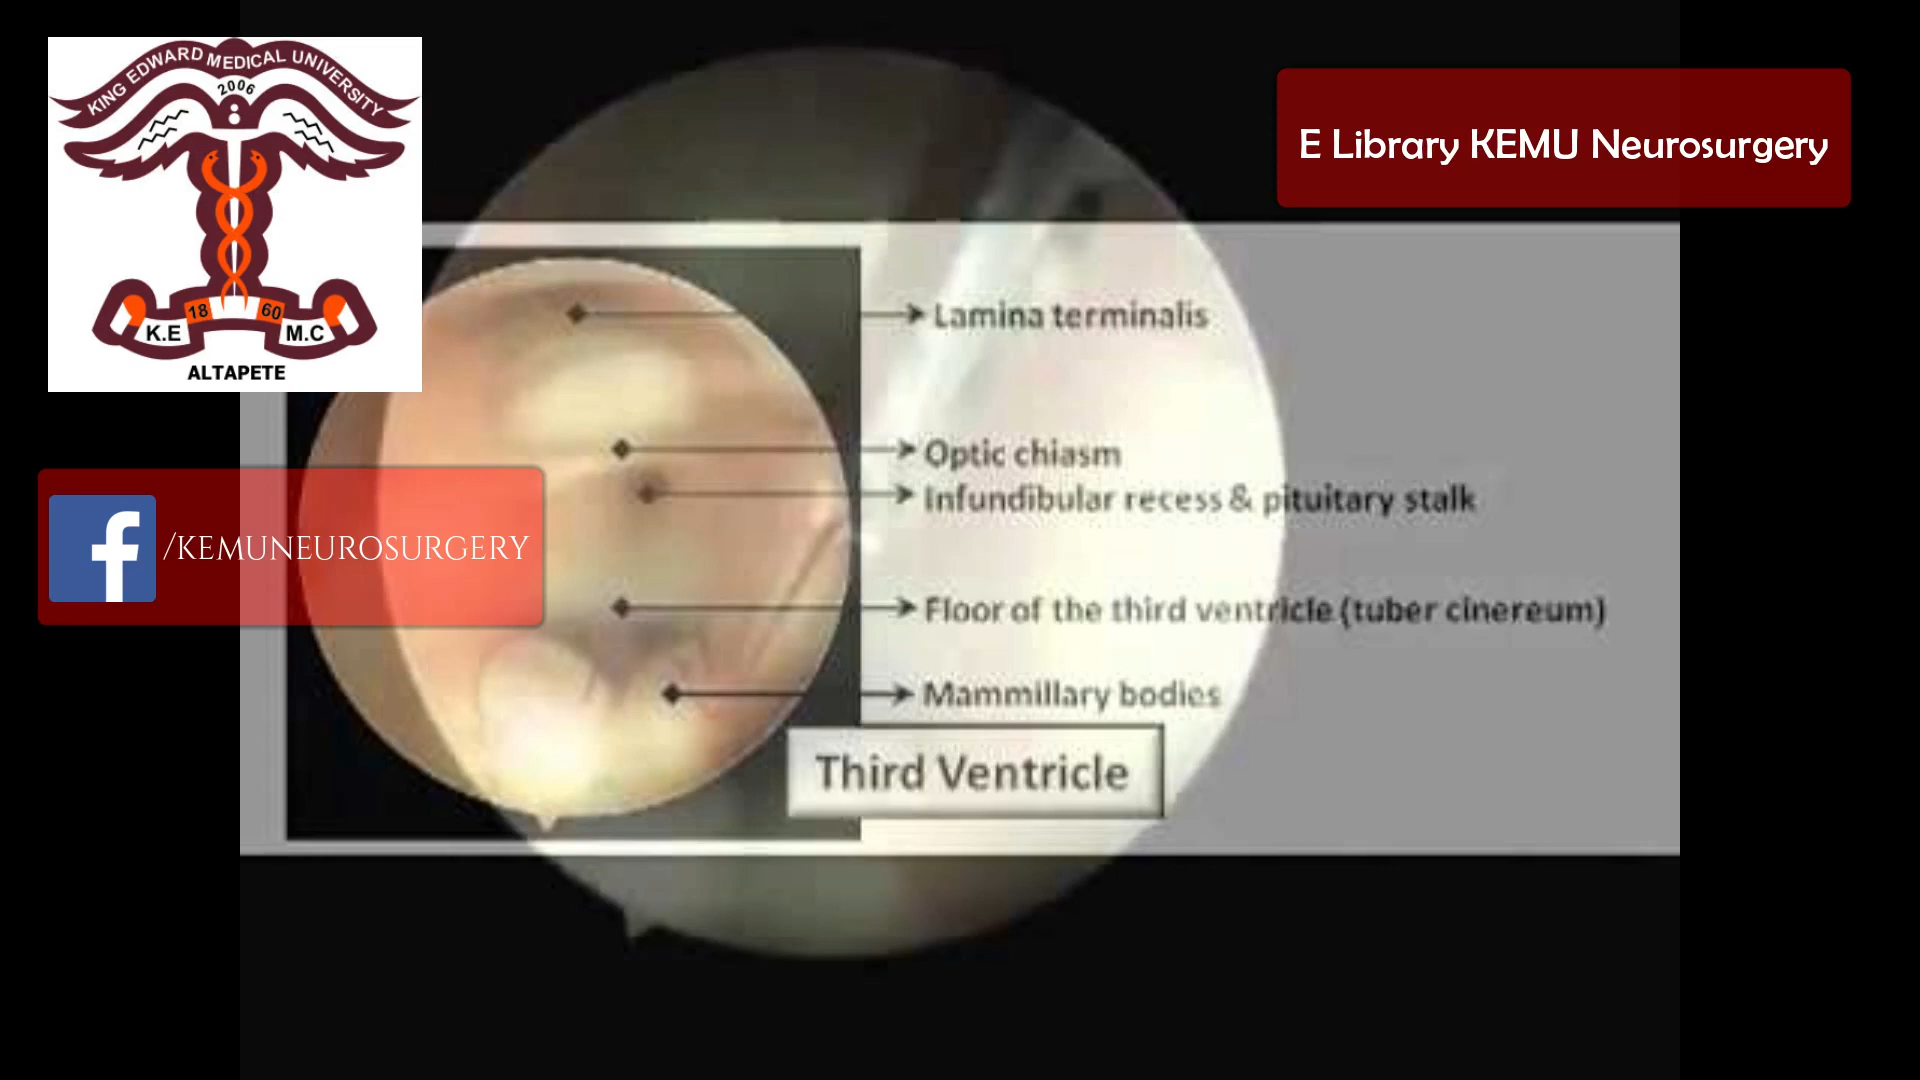 KING EDWARD MEDICAL UNIVERSITY
2006
18 60
K.E M.C
ALTAPETE
E Library KEMU Neurosurgery
f /KEMUNEUROSURGERY
Lamina terminalis
Optic chiasm
Infundibular recess & pituitary stalk
Floor of the third ventricle (tuber cinereum)
Mammillary bodies
Third Ventricle